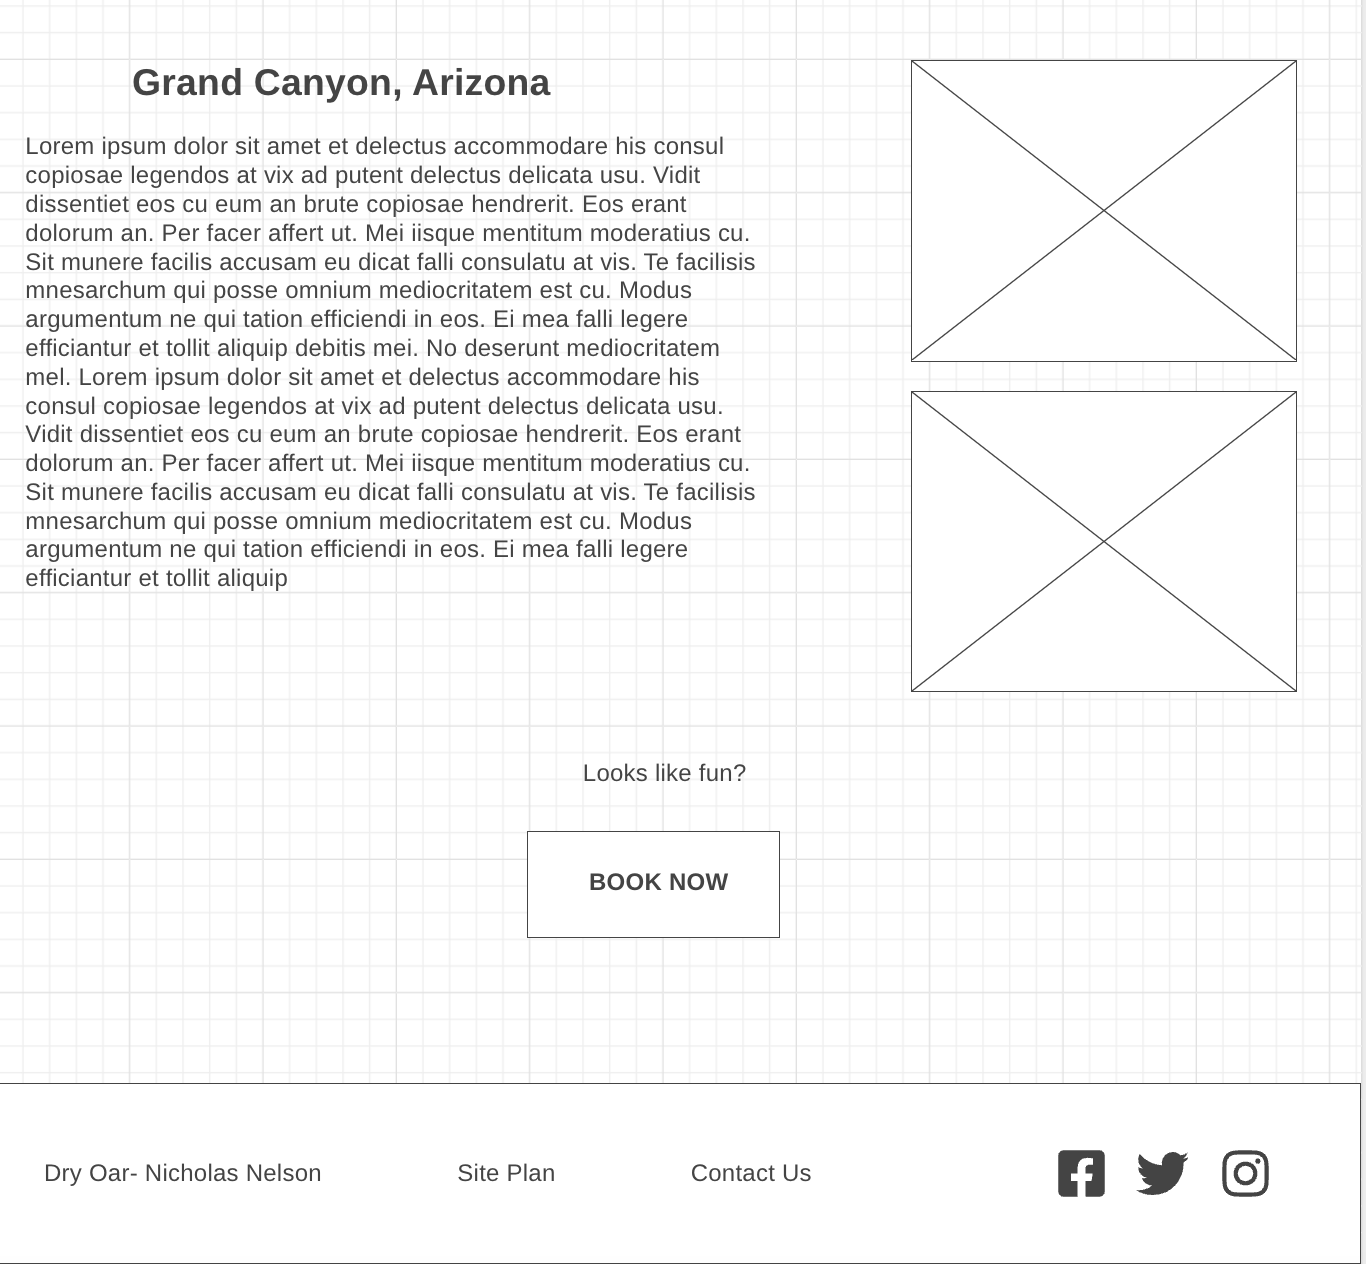 Grand Canyon, Arizona
Lorem ipsum dolor sit amet et delectus accommodare his consul
copiosae legendos at vix ad putent delectus delicata usu. Vidit
dissentiet eos cu eum an brute copiosae hendrerit. Eos erant
dolorum an. Per facer affert ut. Mei iisque mentitum moderatius cu.
Sit munere facilis accusam eu dicat falli consulatu at vis. Te facilisis
mnesarchum qui posse omnium mediocritatem est cu. Modus
argumentum ne qui tation efficiendi in eos. Ei mea falli legere
efficiantur et tollit aliquip debitis mei. No deserunt mediocritatem
mel. Lorem ipsum dolor sit amet et delectus accommodare his
consul copiosae legendos at vix ad putent delectus delicata usu.
Vidit dissentiet eos cu eum an brute copiosae hendrerit. Eos erant
dolorum an. Per facer affert ut. Mei iisque mentitum moderatius cu.
Sit munere facilis accusam eu dicat falli consulatu at vis. Te facilisis
mnesarchum qui posse omnium mediocritatem est cu. Modus
argumentum ne qui tation efficiendi in eos. Ei mea falli legere
efficiantur et tollit aliquip
Looks like fun?
BOOK NOW
Dry Oar- Nicholas Nelson
Site Plan
Contact Us